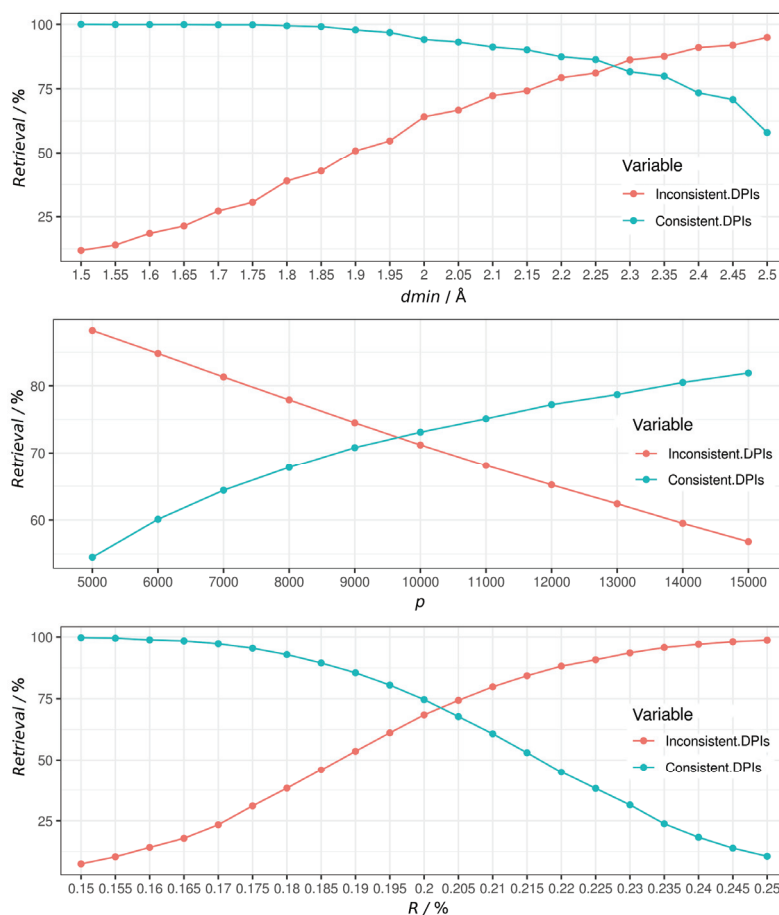 100
75
50
25
Retrieval / %
Variable
Inconsistent.DPIs
Consistent.DPIs
1.5 1.55 1.6 1.65 1.7 1.75 1.8 1.85 1.9 1.95 2 2.05 2.1 2.15 2.2 2.25 2.3 2.35 2.4 2.45 2.5
dmin / Å
80
70
60
Retrieval / %
Variable
Inconsistent.DPIs
Consistent.DPIs
5000 6000 7000 8000 9000 10000 11000 12000 13000 14000 15000
p
100
75
50
25
Retrieval / %
Variable
Inconsistent.DPIs
Consistent.DPIs
0.15 0.155 0.16 0.165 0.17 0.175 0.18 0.185 0.19 0.195 0.2 0.205 0.21 0.215 0.22 0.225 0.23 0.235 0.24 0.245 0.25
R / %